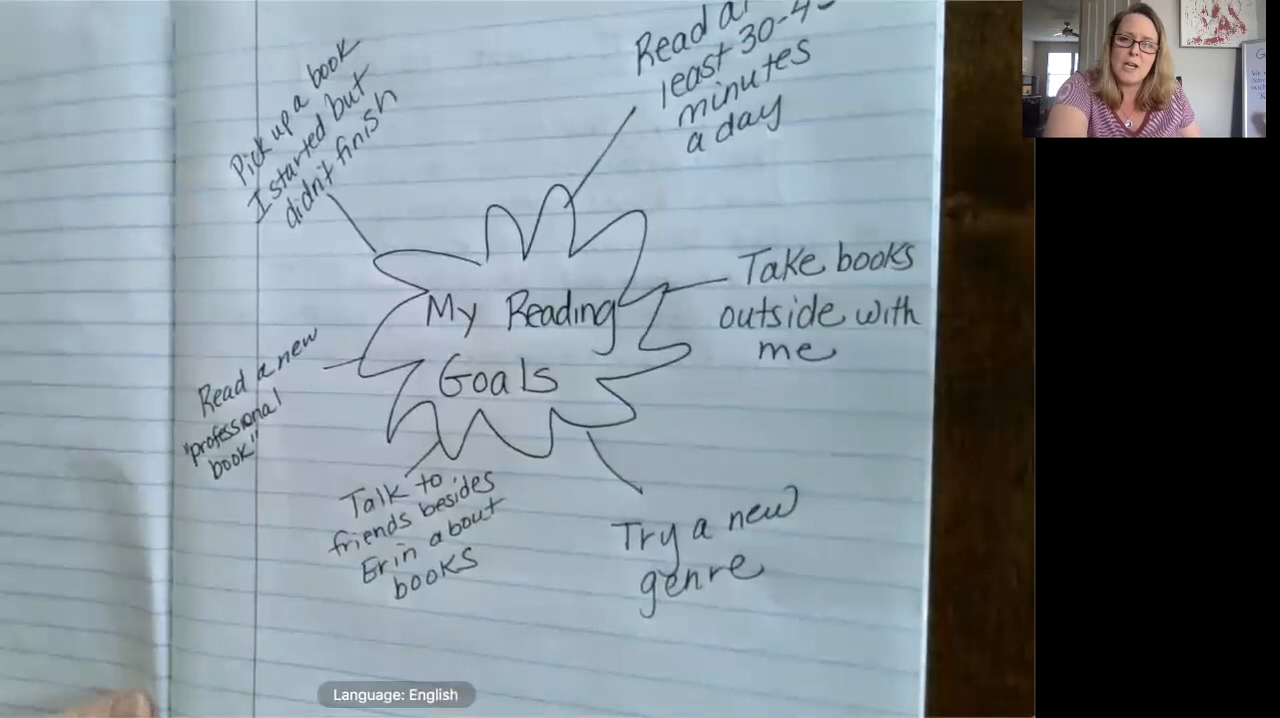 Pick up a book
I started but
didn't finish
Read
least 30-4
minutes
a day
My Reading
Goals
Take books
outside with
me
Read a new
"professional
book"
Talk to
friends besides
Erin about
books
Try a new
genre
Language: English